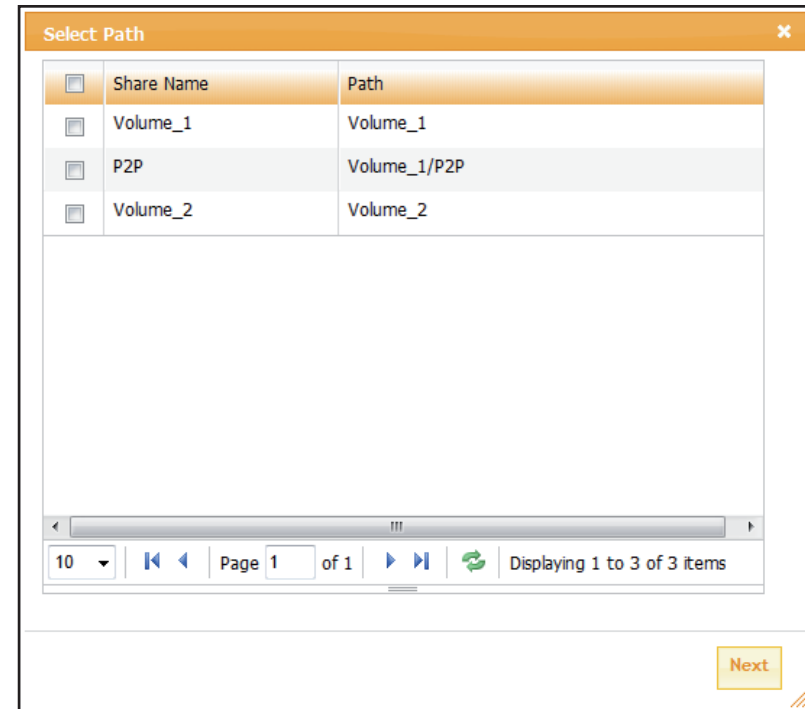 Select Path
Share Name Path
Volume_1 Volume_1
P2P Volume_1/P2P
Volume_2 Volume_2
10 Page 1 of 1 Displaying 1 to 3 of 3 items
Next